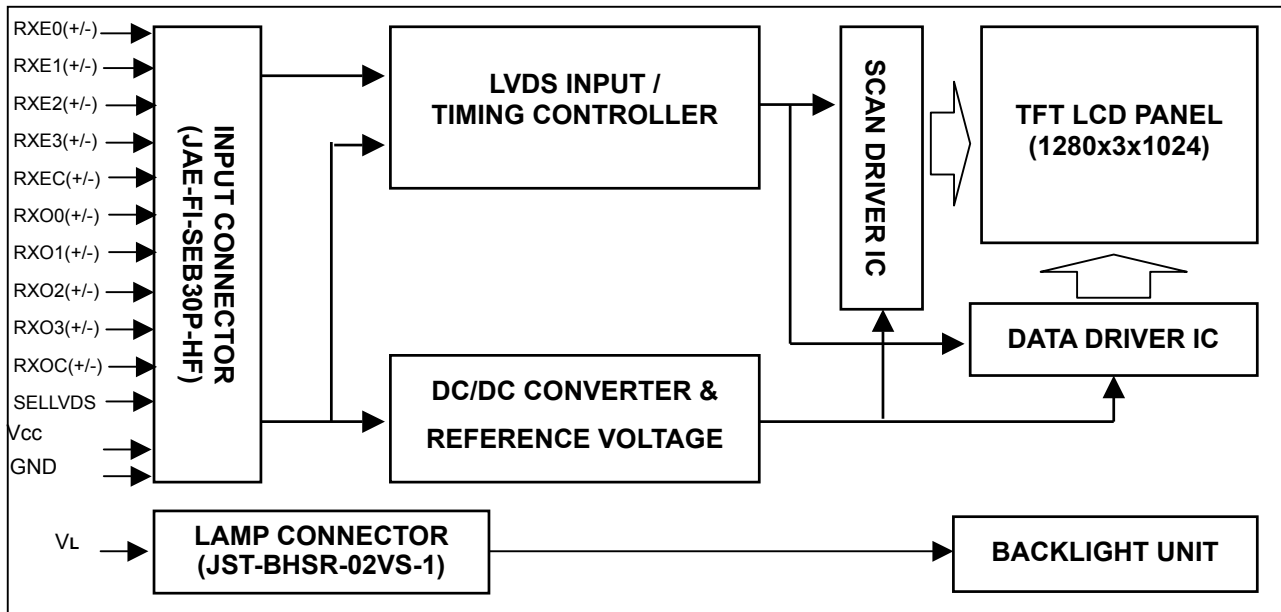 RXE0(+/-)
RXE1(+/-)
RXE2(+/-)
RXE3(+/-)
RXEC(+/-)
RXO0(+/-)
RXO1(+/-)
RXO2(+/-)
RXO3(+/-)
RXOC(+/-)
SELLVDS
Vcc
GND
VL
INPUT CONNECTOR
(JAE-FI-SEB30P-HF)
LVDS INPUT /
TIMING CONTROLLER
DC/DC CONVERTER &
REFERENCE VOLTAGE
SCAN DRIVER IC
TFT LCD PANEL
(1280x3x1024)
DATA DRIVER IC
LAMP CONNECTOR
(JST-BHSR-02VS-1)
BACKLIGHT UNIT